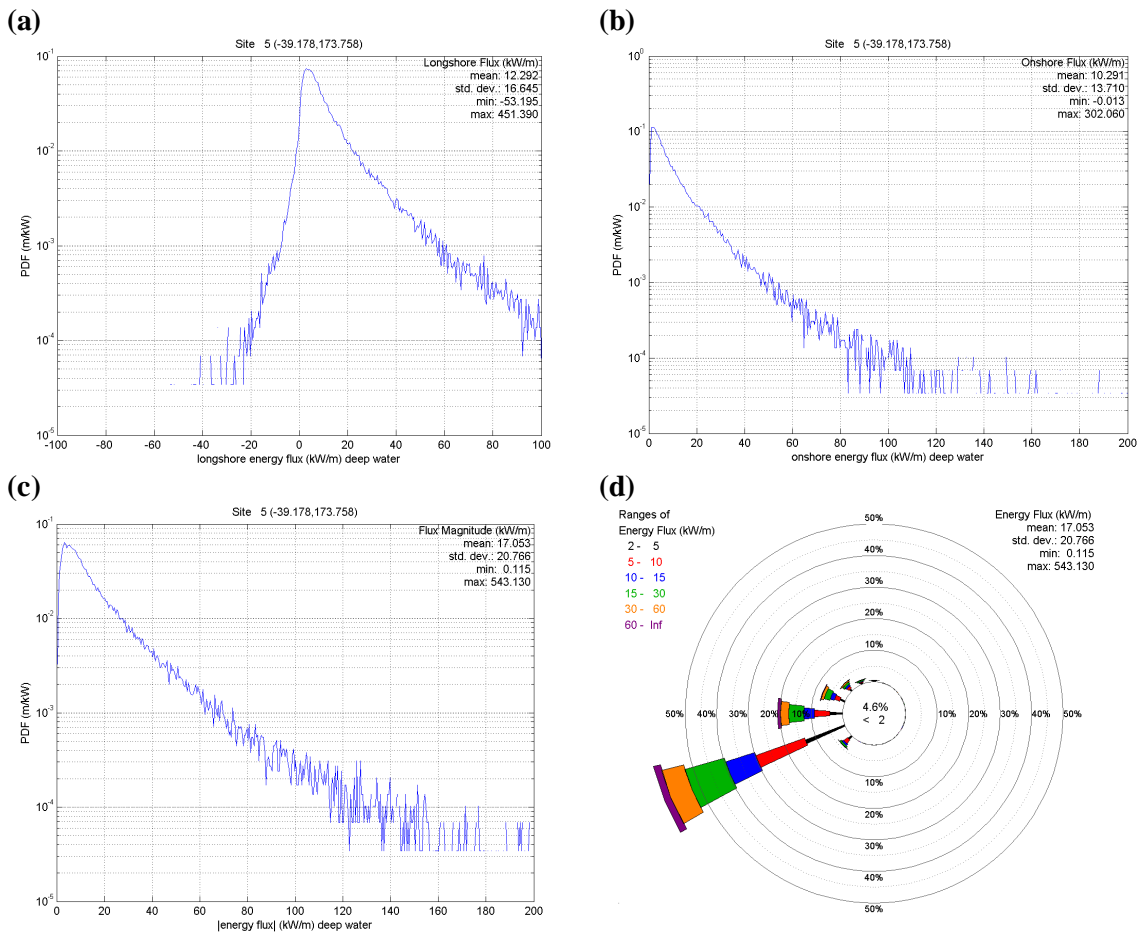 (a)
Site 5 (-39.178,173.758)
Longshore Flux (kW/m)
mean: 12.292
std. dev.: 16.645
min: -53.195
max: 451.390
10^-1
10^-2
10^-3
10^-4
10^-5
PDF (m/kW)
-100 -80 -60 -40 -20 0 20 40 60 80 100
longshore energy flux (kW/m) deep water
(b)
Site 5 (-39.178,173.758)
Onshore Flux (kW/m)
mean: 10.291
std. dev.: 13.710
min: -0.013
max: 302.060
10^0
10^-1
10^-2
10^-3
10^-4
10^-5
PDF (m/kW)
0 20 40 60 80 100 120 140 160 180 200
onshore energy flux (kW/m) deep water
(c)
Site 5 (-39.178,173.758)
Flux Magnitude (kW/m)
mean: 17.053
std. dev.: 20.766
min: 0.115
max: 543.130
10^-1
10^-2
10^-3
10^-4
10^-5
PDF (m/kW)
0 20 40 60 80 100 120 140 160 180 200
|energy flux| (kW/m) deep water
(d)
Ranges of
Energy Flux (kW/m)
2 - 5
5 - 10
10 - 15
15 - 30
30 - 60
60 - Inf
Energy Flux (kW/m)
mean: 17.053
std. dev.: 20.766
min: 0.115
max: 543.130
50%
40%
30%
20%
10%
4.6%
< 2
50% 40% 30% 20% 10% 10% 20% 30% 40% 50%
10%
20%
30%
40%
50%